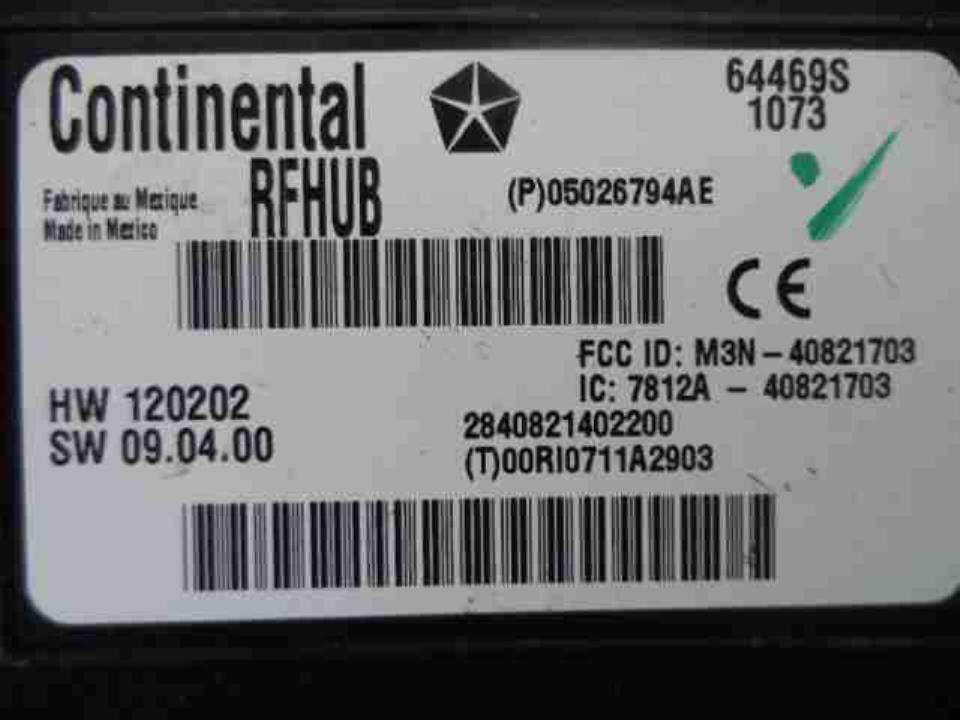 Continental
64469S
1073
RFHUB
(P)05026794AE
Fabrique au Mexique
Made in Mexico
CE
FCC ID: M3N-40821703
IC: 7812A - 40821703
HW 120202
SW 09.04.00
2840821402200
(T)00RI0711A2903